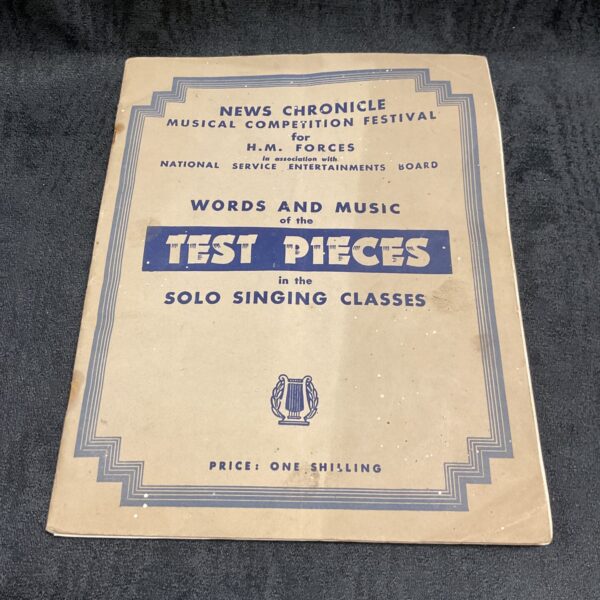 NEWS CHRONICLE
MUSICAL COMPETITION FESTIVAL
for
H.M. FORCES
in association with
NATIONAL SERVICE ENTERTAINMENTS BOARD
WORDS AND MUSIC
of the
TEST PIECES
in the
SOLO SINGING CLASSES
PRICE: ONE SHILLING